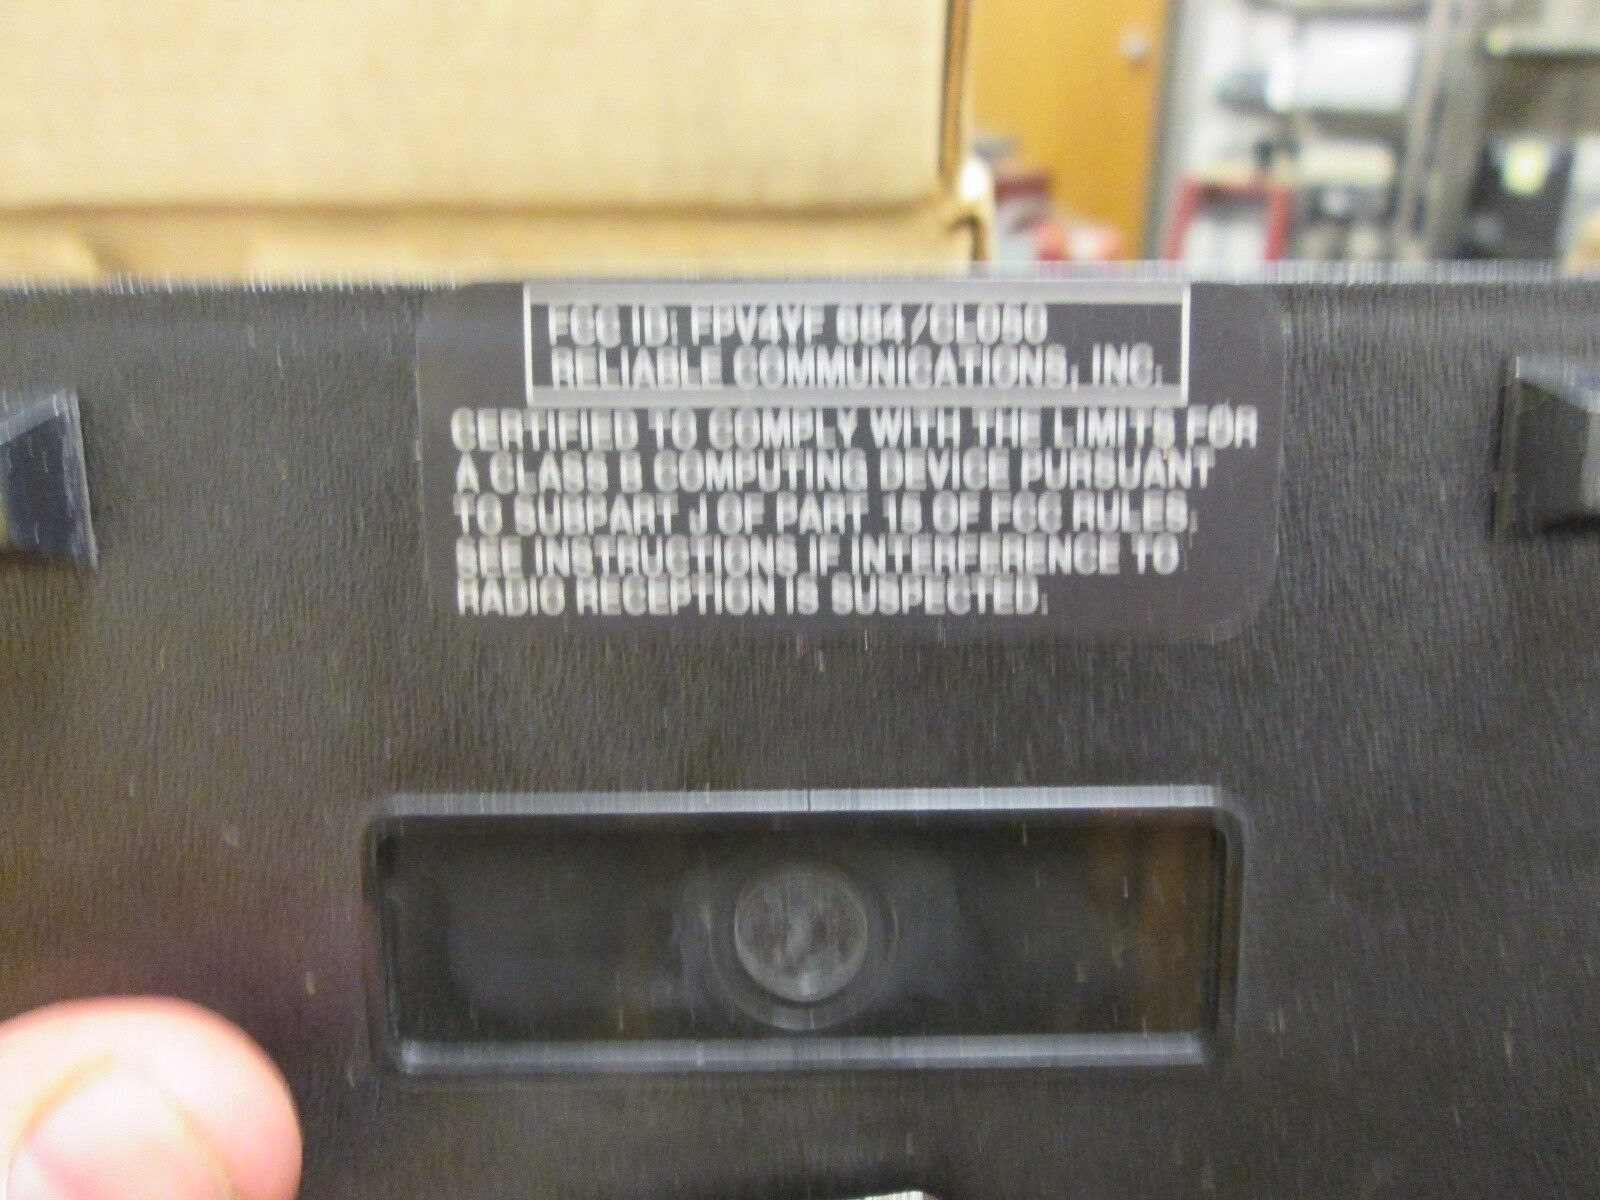 FCC ID: FPV4YF 684/CL050
RELIABLE COMMUNICATIONS, INC.
CERTIFIED TO COMPLY WITH THE LIMITS FOR
A CLASS B COMPUTING DEVICE PURSUANT
TO SUBPART J OF PART 15 OF FCC RULES.
SEE INSTRUCTIONS IF INTERFERENCE TO
RADIO RECEPTION IS SUSPECTED.